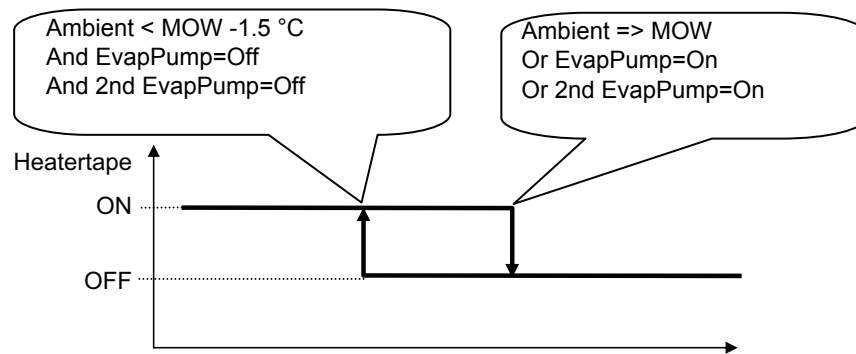 Ambient < MOW -1.5 °C
And EvapPump=Off
And 2nd EvapPump=Off
Ambient => MOW
Or EvapPump=On
Or 2nd EvapPump=On
Heatertape
ON
OFF